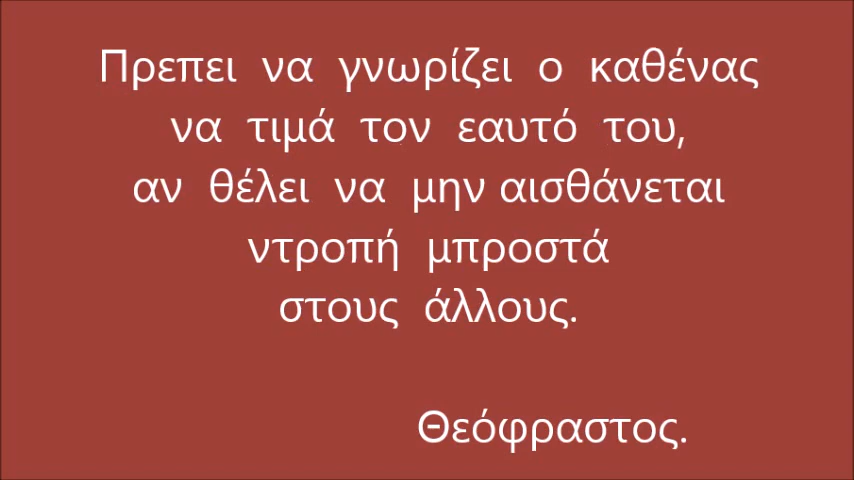 Πρεπει να γνωρίζει ο καθένας
να τιμά τον εαυτό του,
αν θέλει να μην αισθάνεται
ντροπή μπροστά
στους άλλους.
Θεόφραστος.